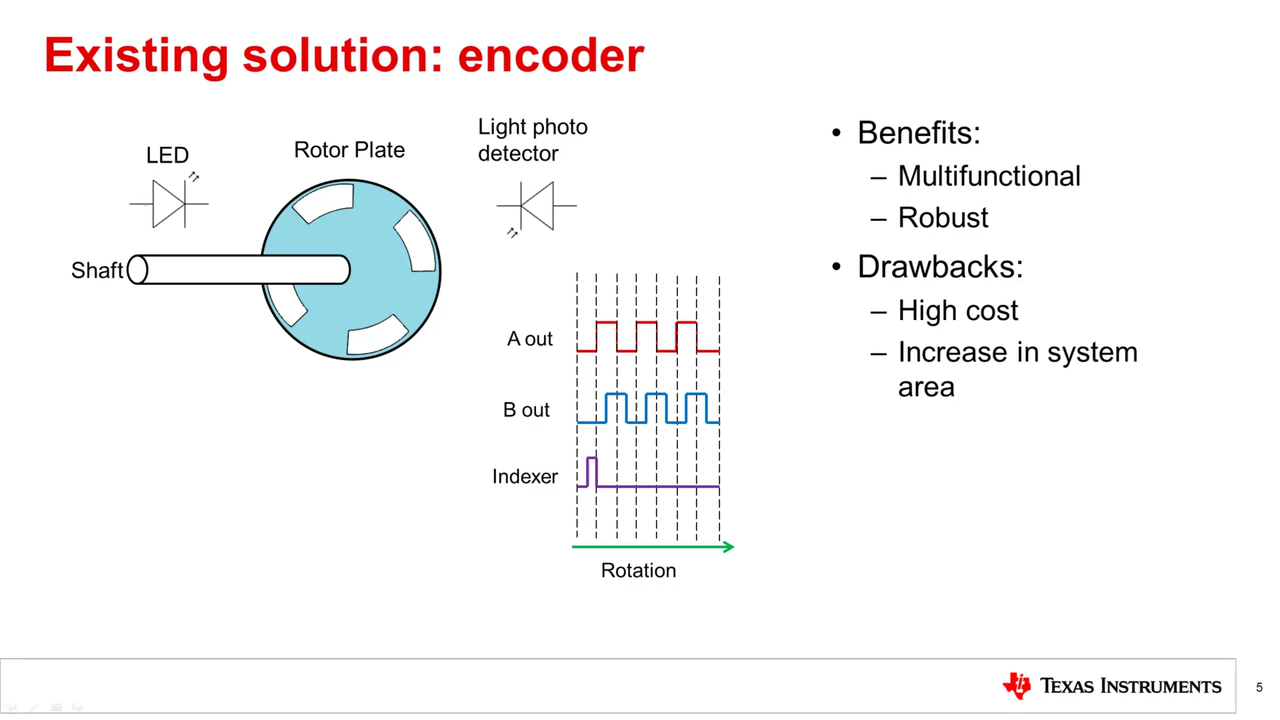 Existing solution: encoder
LED
Rotor Plate
Light photo
detector
Shaft
A out
B out
Indexer
Rotation
• Benefits:
– Multifunctional
– Robust
• Drawbacks:
– High cost
– Increase in system
area
TEXAS INSTRUMENTS
5